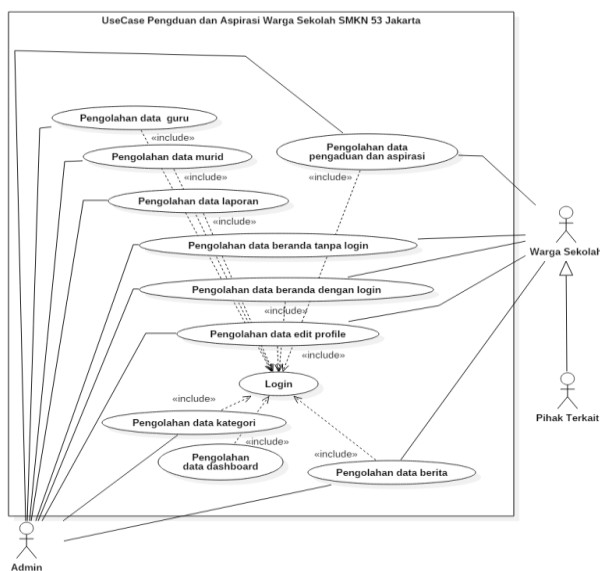 UseCase Pengduan dan Aspirasi Warga Sekolah SMKN 53 Jakarta
Pengolahan data  guru
«include»
Pengolahan data
pengaduan dan aspirasi
Pengolahan data murid
«include»
Pengolahan data laporan
«include»
Pengolahan data beranda tanpa login
Warga Sekolah
Pengolahan data beranda dengan login
«include»
Pengolahan data edit profile
«include»
Login
«include»
Pihak Terkait
Pengolahan data kategori
«include»
Pengolahan
data dashboard
«include»
Pengolahan data berita
Admin